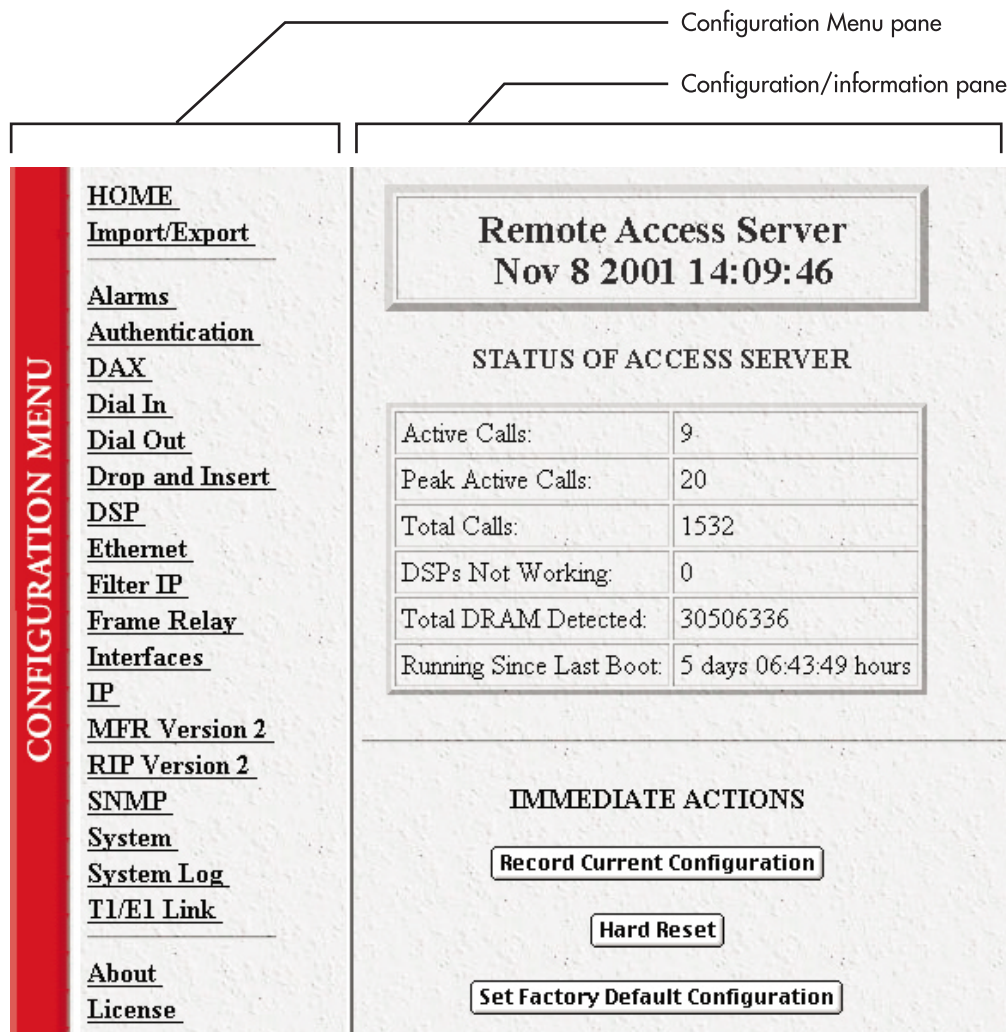 Configuration Menu pane
Configuration/information pane
CONFIGURATION MENU
HOME
Import/Export
Alarms
Authentication
DAX
Dial In
Dial Out
Drop and Insert
DSP
Ethernet
Filter IP
Frame Relay
Interfaces
IP
MFR Version 2
RIP Version 2
SNMP
System
System Log
T1/E1 Link
About
License
Remote Access Server
Nov 8 2001 14:09:46
STATUS OF ACCESS SERVER
Active Calls: 9
Peak Active Calls: 20
Total Calls: 1532
DSPs Not Working: 0
Total DRAM Detected: 30506336
Running Since Last Boot: 5 days 06:43:49 hours
IMMEDIATE ACTIONS
Record Current Configuration
Hard Reset
Set Factory Default Configuration